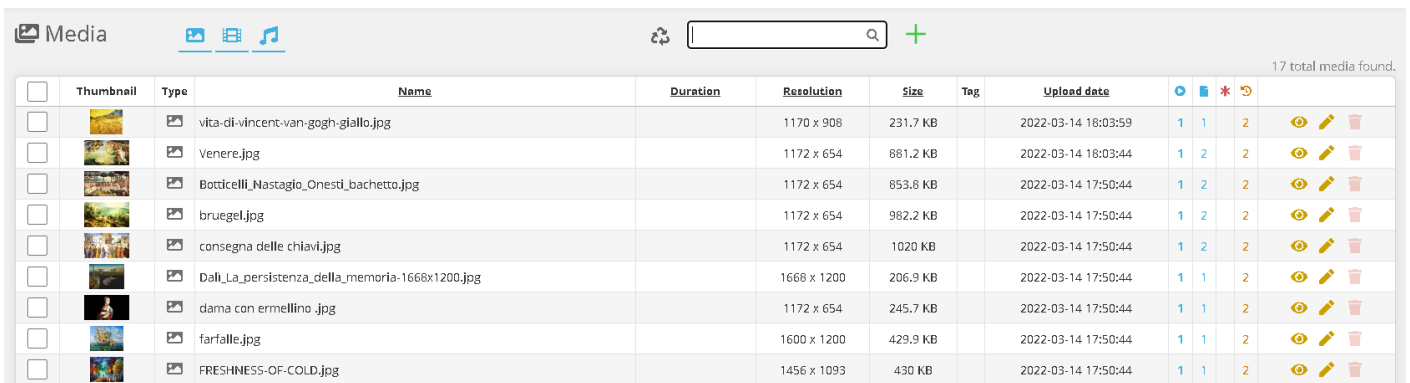 Media
17 total media found.
Thumbnail Type Name Duration Resolution Size Tag Upload date
vita-di-vincent-van-gogh-giallo.jpg 1170 x 908 231.7 KB 2022-03-14 18:03:59 1 1 2
Venere.jpg 1172 x 654 881.2 KB 2022-03-14 18:03:44 1 2 2
Botticelli_Nastagio_Onesti_bachetto.jpg 1172 x 654 853.8 KB 2022-03-14 17:50:44 1 2 2
bruegel.jpg 1172 x 654 982.2 KB 2022-03-14 17:50:44 1 2 2
consegna delle chiavi.jpg 1172 x 654 1020 KB 2022-03-14 17:50:44 1 2 2
Dalì_La_persistenza_della_memoria-1668x1200.jpg 1668 x 1200 206.9 KB 2022-03-14 17:50:44 1 1 2
dama con ermellino .jpg 1172 x 654 245.7 KB 2022-03-14 17:50:44 1 1 2
farfalle.jpg 1600 x 1200 429.9 KB 2022-03-14 17:50:44 1 1 2
FRESHNESS-OF-COLD.jpg 1456 x 1093 430 KB 2022-03-14 17:50:44 1 1 2